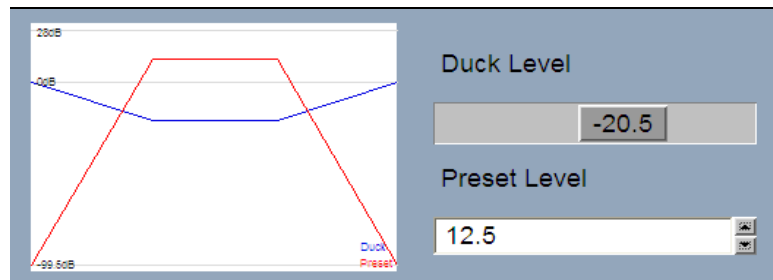 28dB
0dB
Duck
Preset
-99.5dB
Duck Level
-20.5
Preset Level
12.5